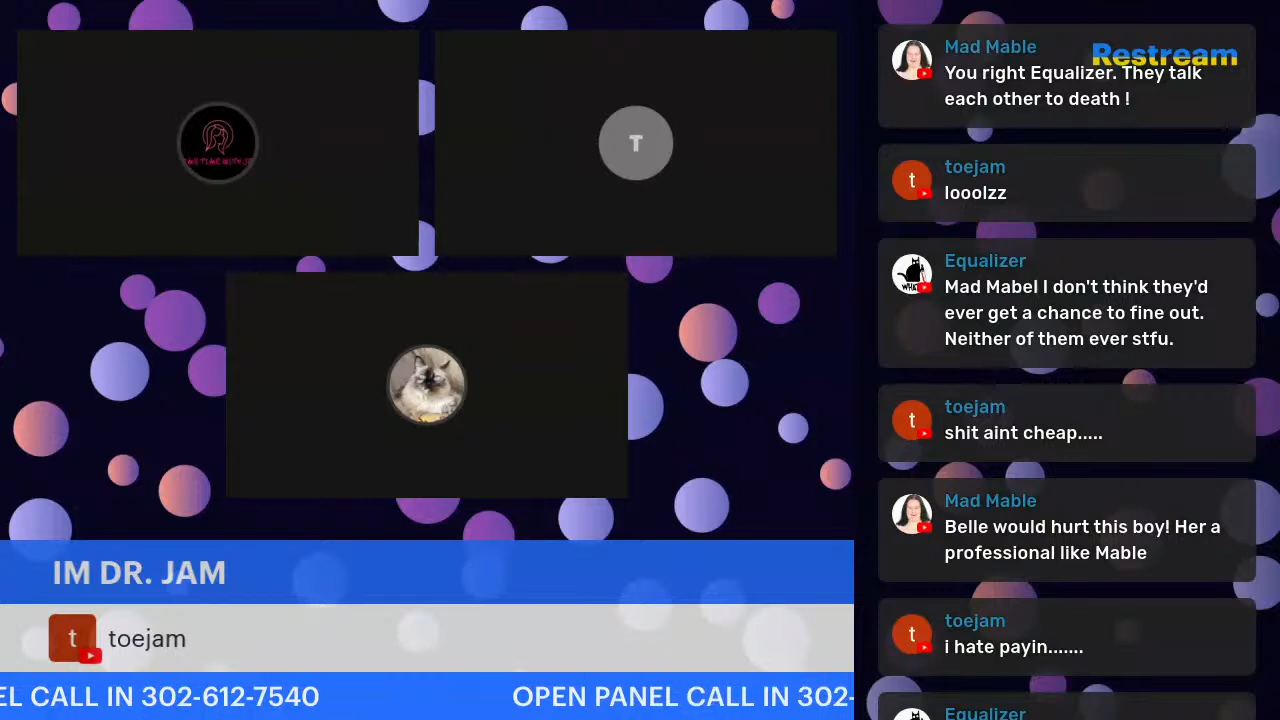 T
IM DR. JAM
t toejam
EL CALL IN 302-612-7540 OPEN PANEL CALL IN 302-
Restream
Mad Mable
You right Equalizer. They talk
each other to death !
t toejam
looolzz
Equalizer
Mad Mabel I don't think they'd
ever get a chance to fine out.
Neither of them ever stfu.
t toejam
shit aint cheap.....
Mad Mable
Belle would hurt this boy! Her a
professional like Mable
t toejam
i hate payin.......
Equalizer